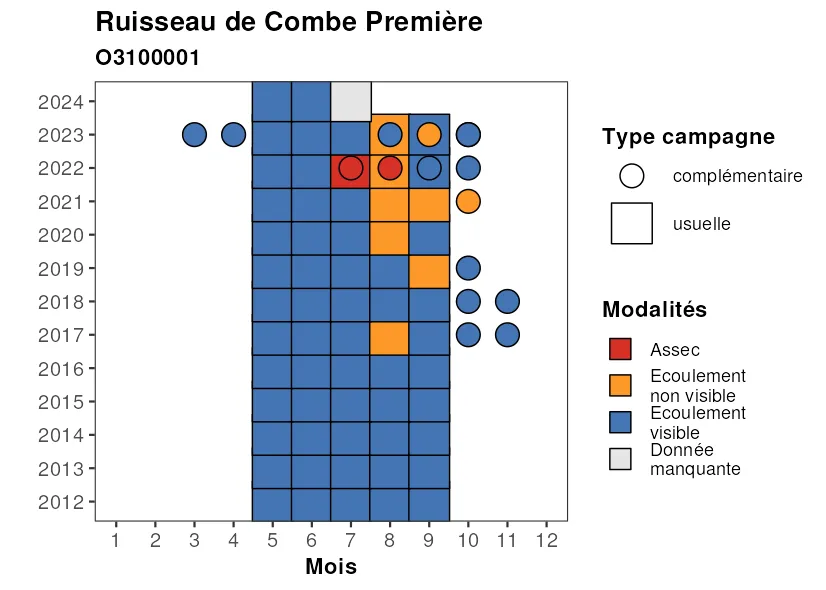 Ruisseau de Combe Première
O3100001
2024
2023
2022
2021
2020
2019
2018
2017
2016
2015
2014
2013
2012
1 2 3 4 5 6 7 8 9 10 11 12
Mois
Type campagne
complémentaire
usuelle
Modalités
Assec
Ecoulement
non visible
Ecoulement
visible
Donnée
manquante